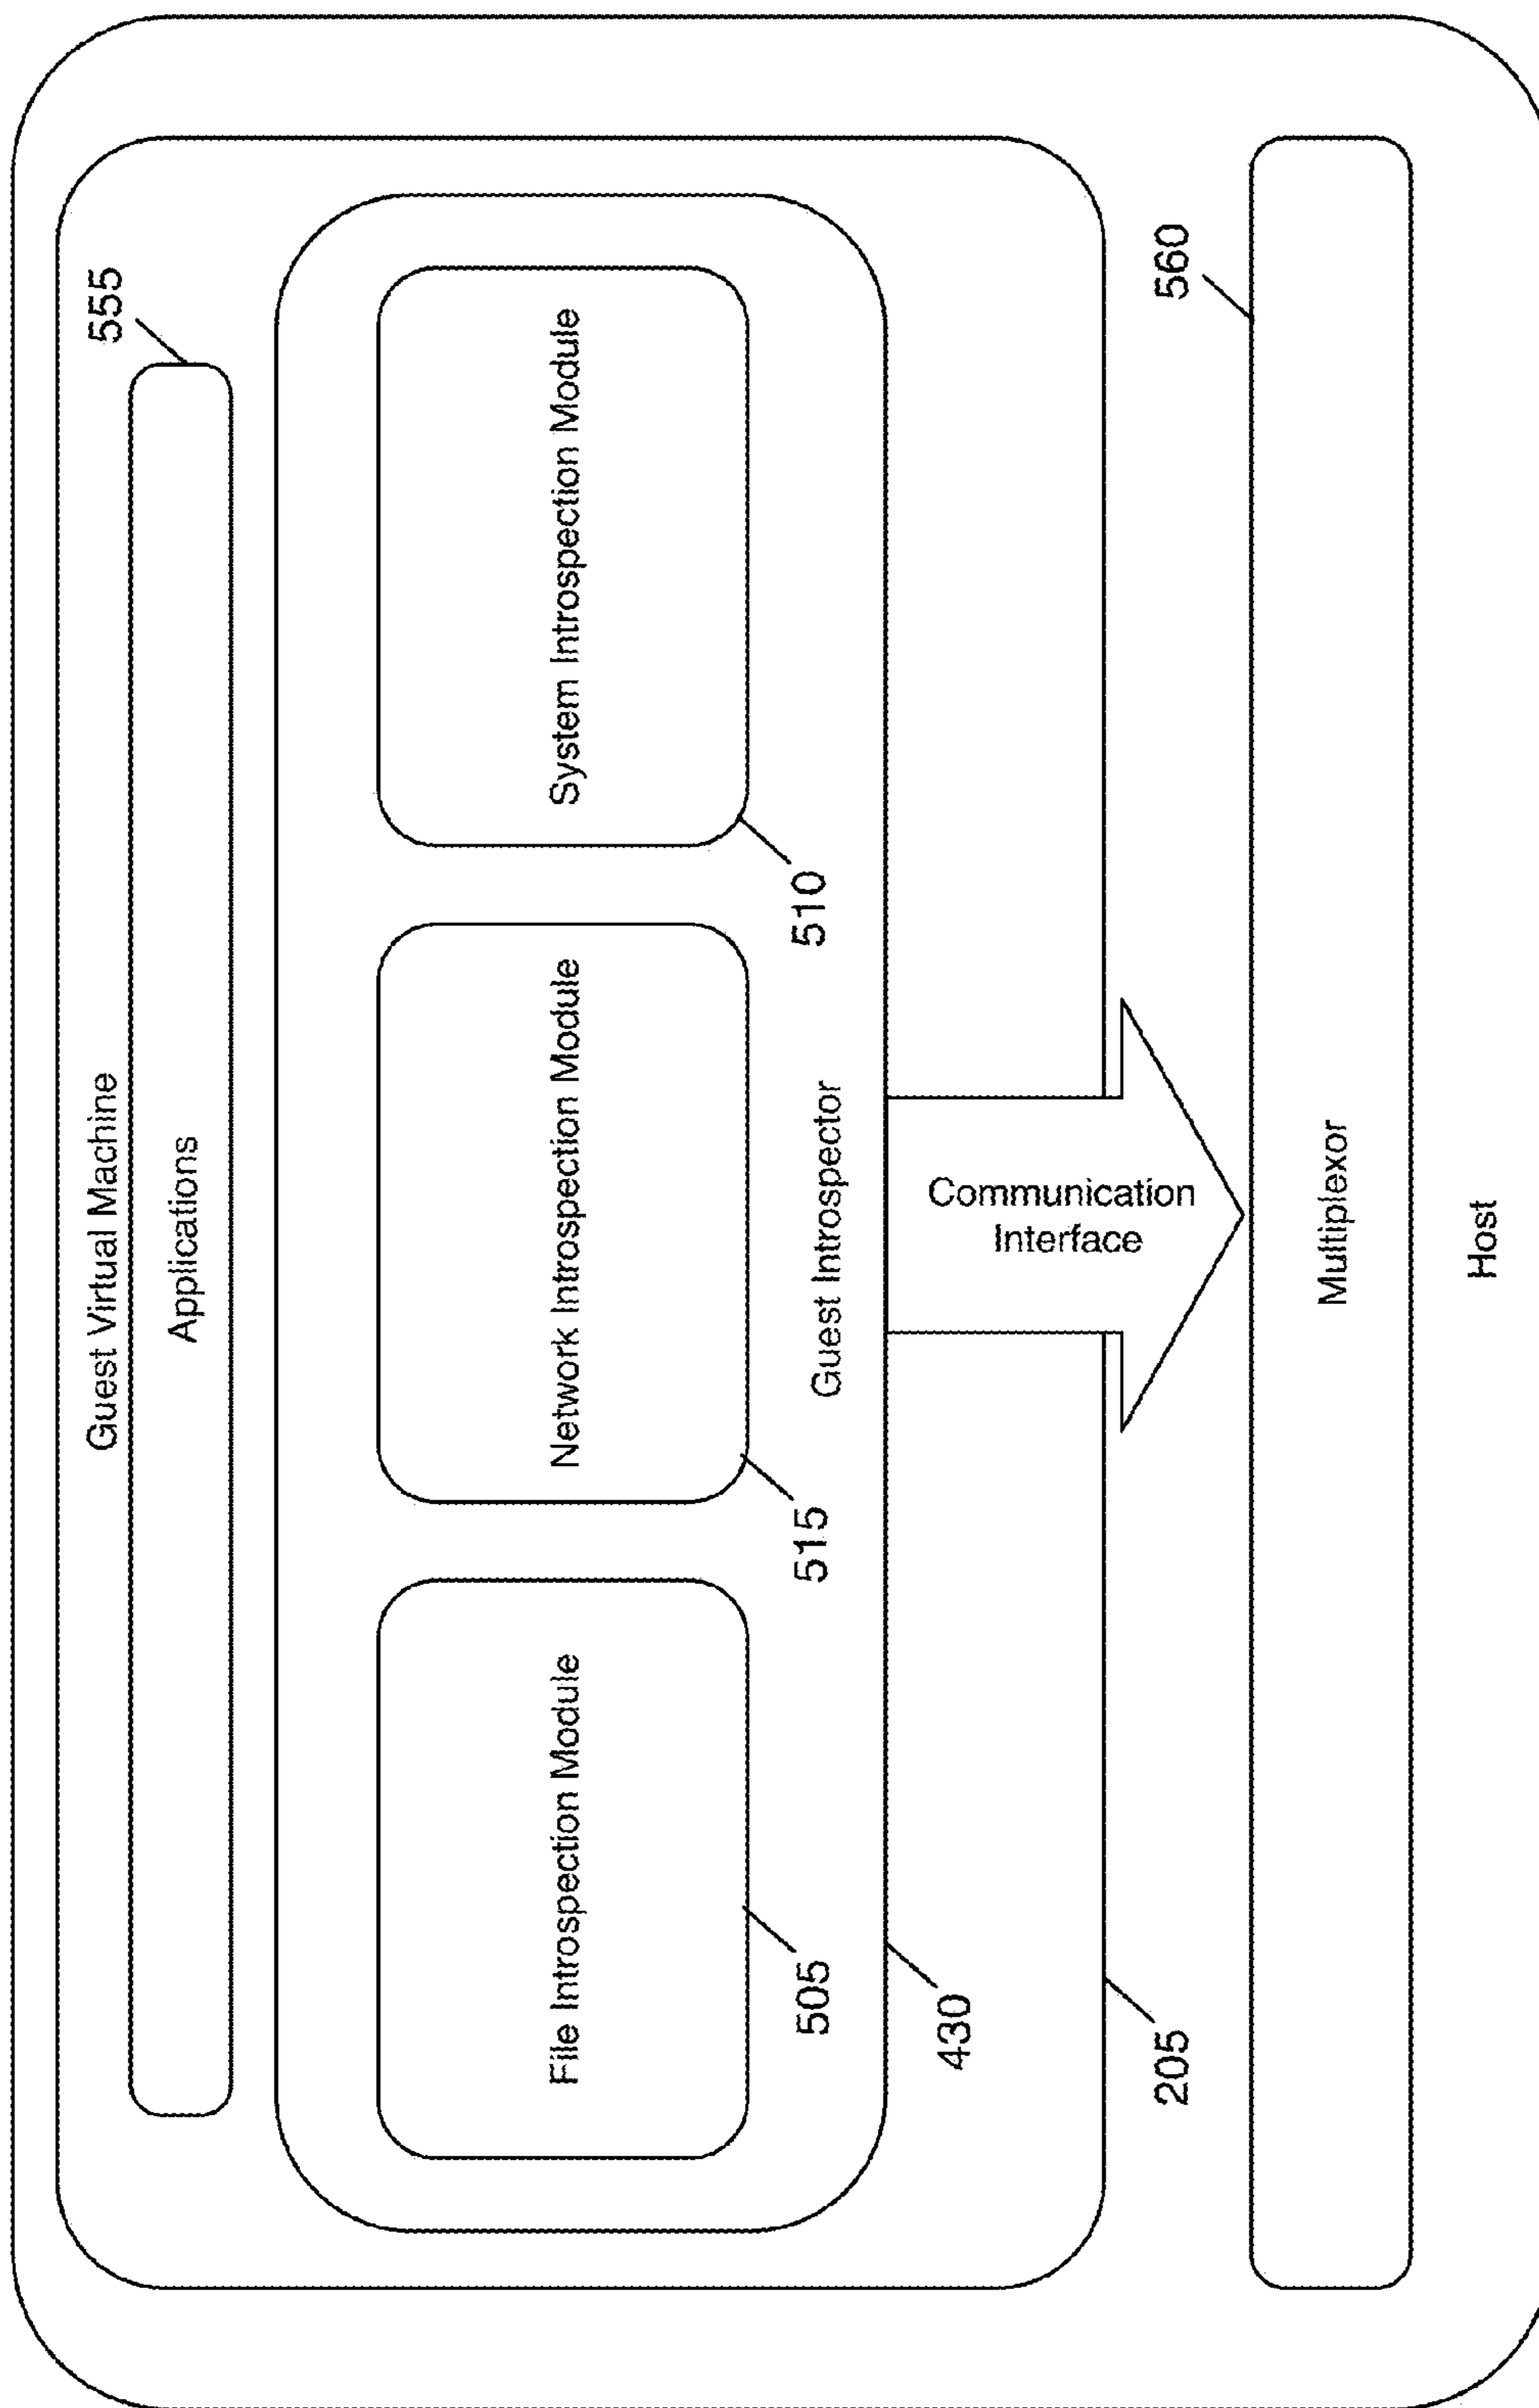 Guest Virtual Machine
555
Applications
File Introspection Module
Network Introspection Module
System Introspection Module
505
515
510
Guest Introspector
430
Communication
Interface
205
560
Multiplexor
Host